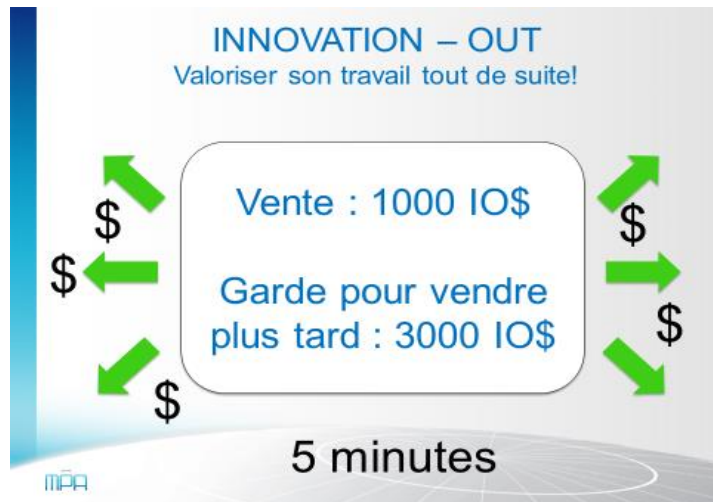 INNOVATION – OUT
Valoriser son travail tout de suite!
Vente : 1000 IO$
Garde pour vendre
plus tard : 3000 IO$
$
$
$
$
$
5 minutes
MPA